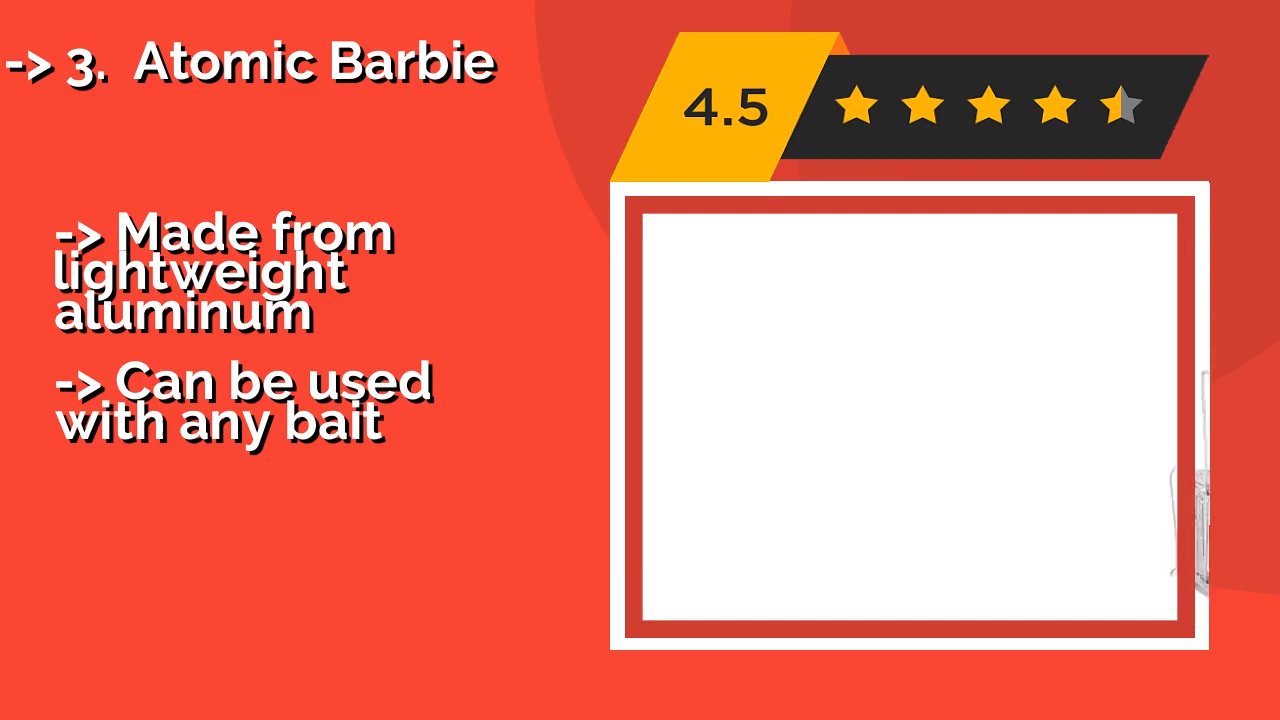 -> 3. Atomic Barbie
4.5
-> Made from
lightweight
aluminum
-> Can be used
with any bait